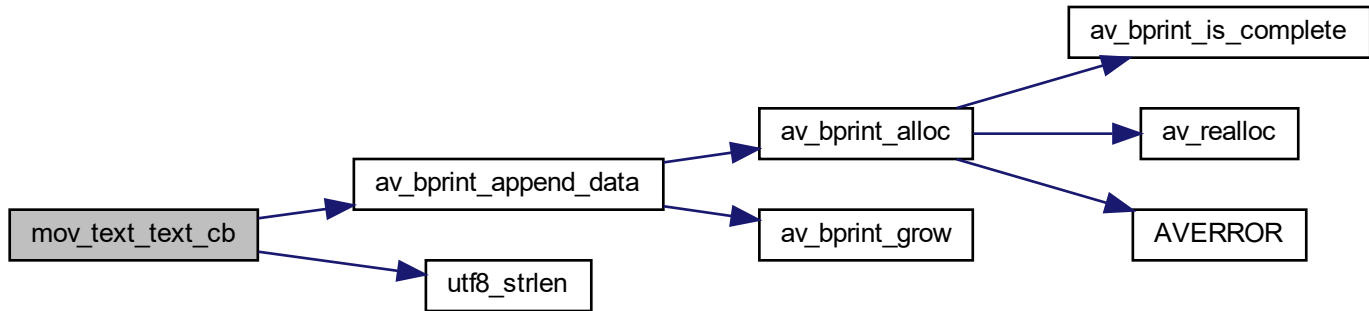 av_bprint_is_complete
av_bprint_alloc
av_realloc
av_bprint_append_data
mov_text_text_cb
av_bprint_grow
AVERROR
utf8_strlen